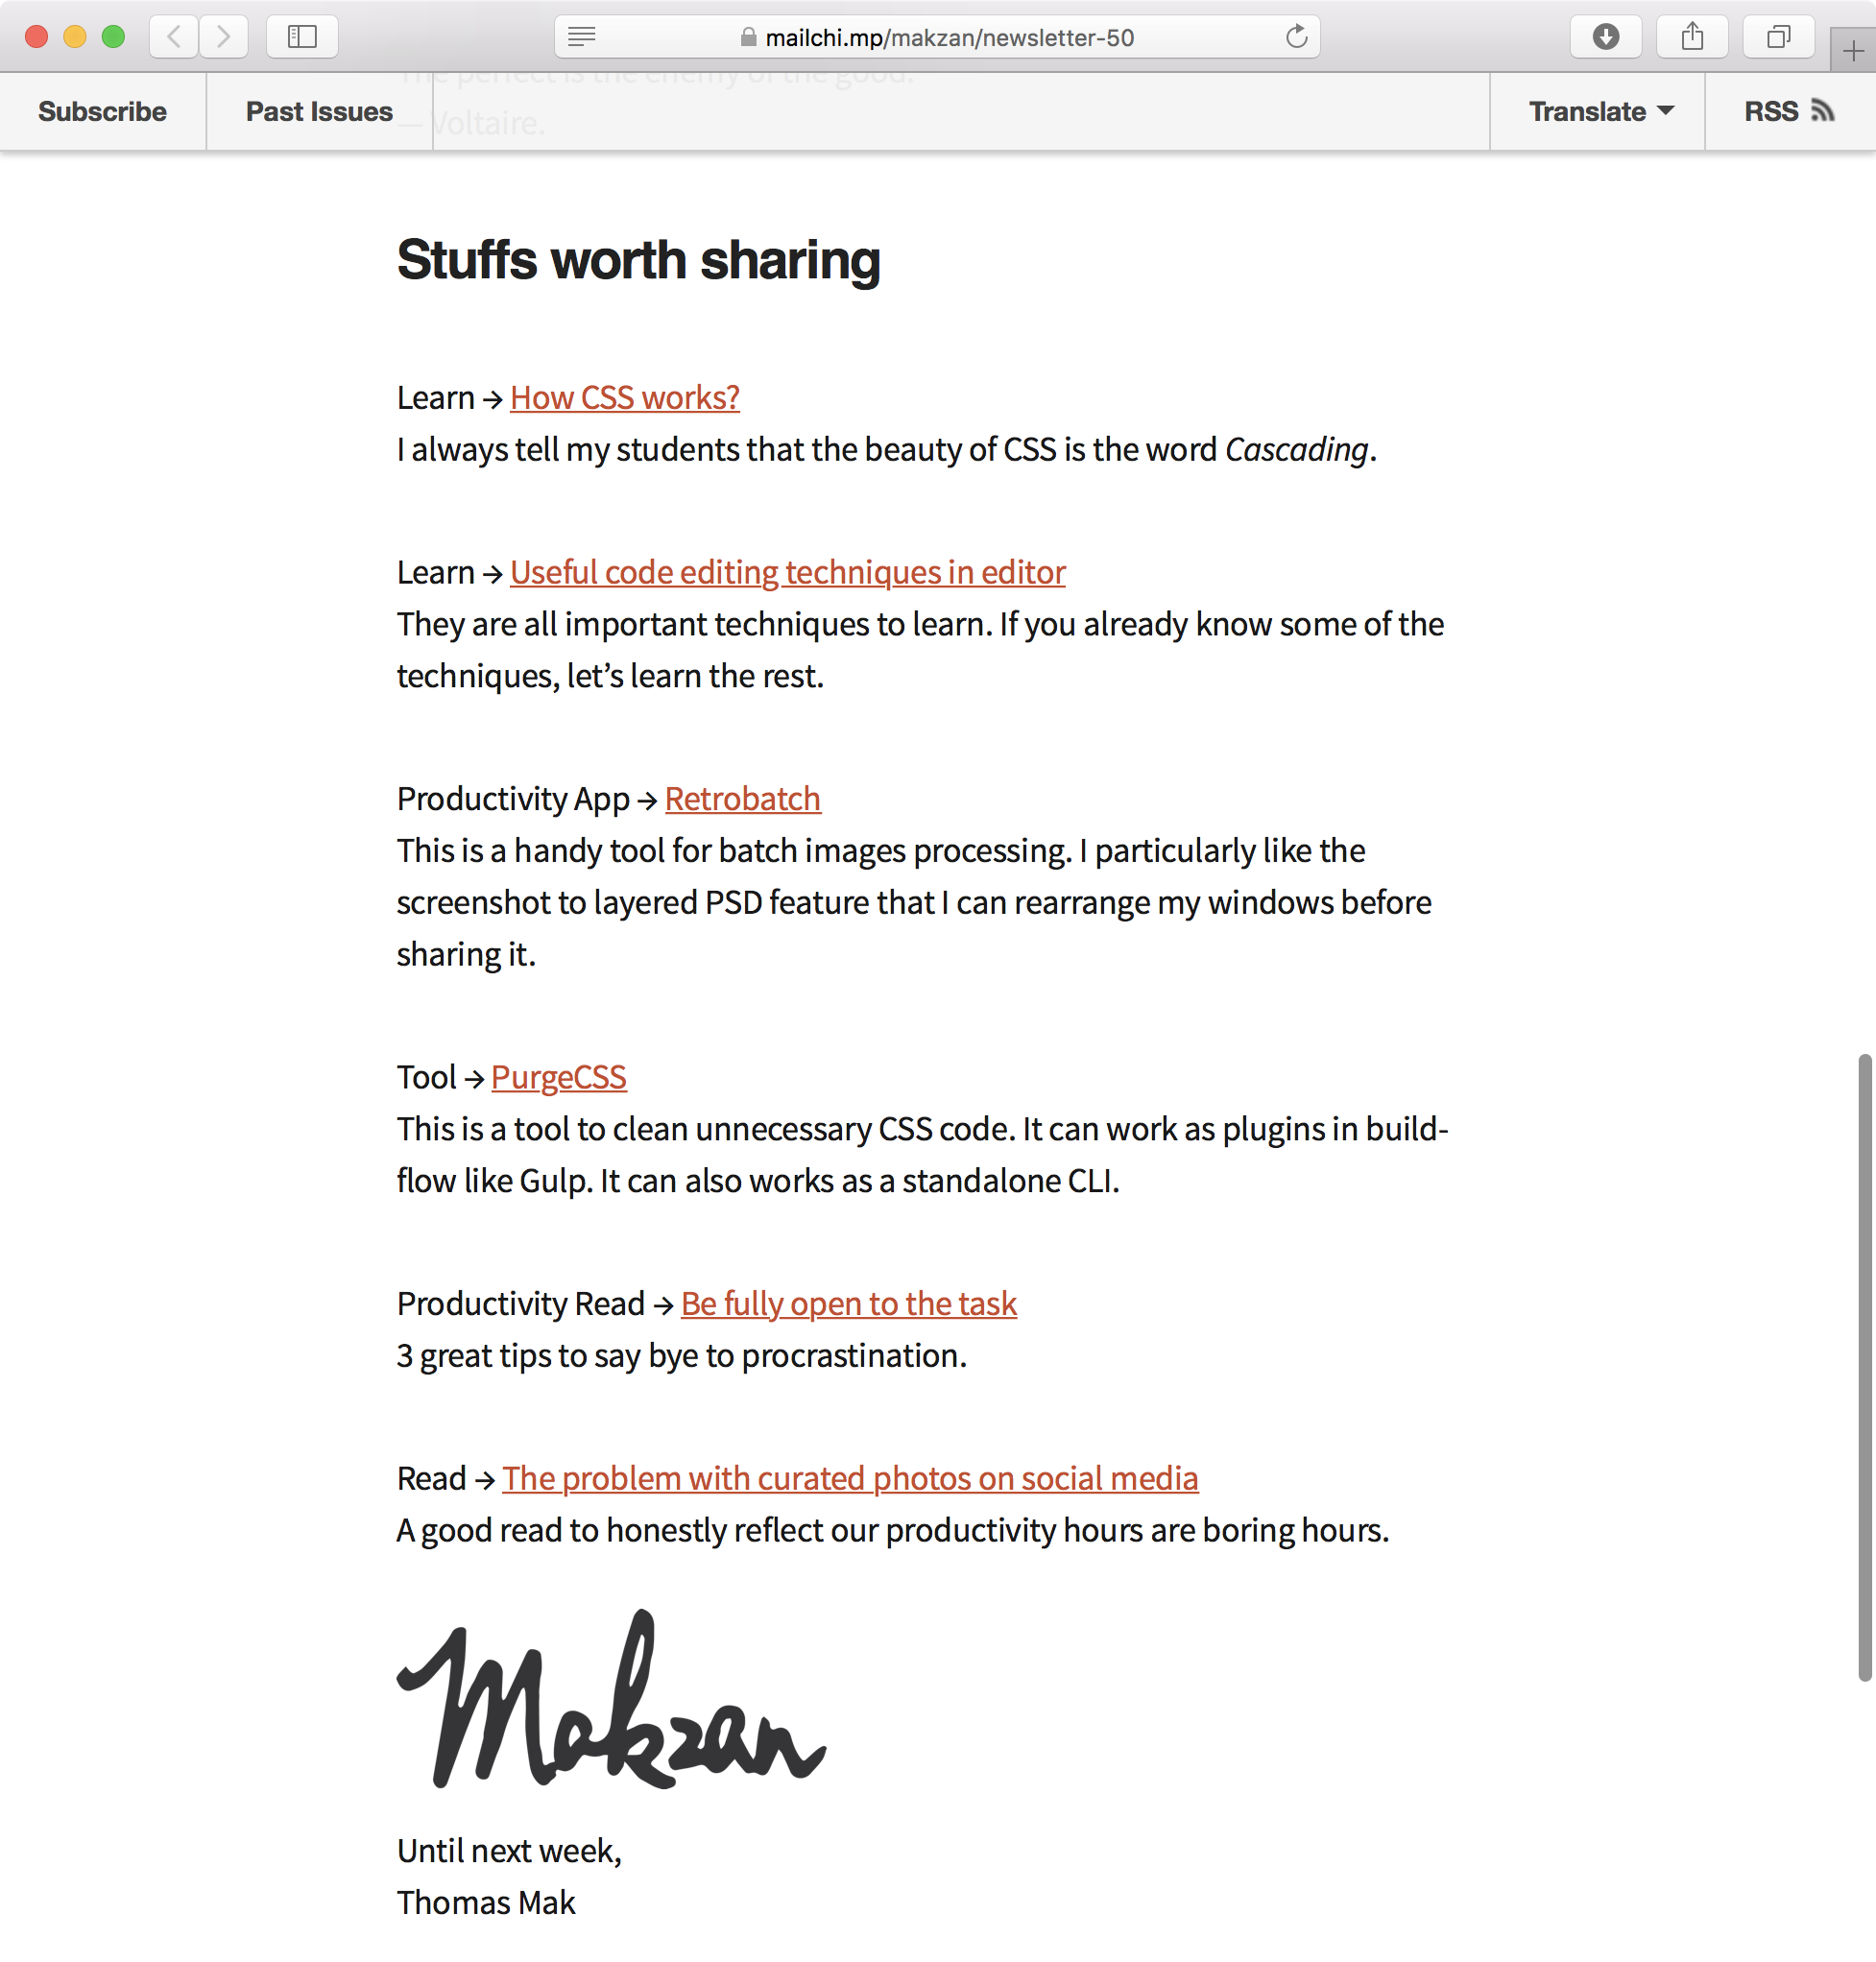 mailchi.mp/makzan/newsletter-50
The perfect is the enemy of the good.
Subscribe
Past Issues
— Voltaire.
Translate
RSS
Stuffs worth sharing
Learn → How CSS works?
I always tell my students that the beauty of CSS is the word Cascading.
Learn → Useful code editing techniques in editor
They are all important techniques to learn. If you already know some of the
techniques, let’s learn the rest.
Productivity App → Retrobatch
This is a handy tool for batch images processing. I particularly like the
screenshot to layered PSD feature that I can rearrange my windows before
sharing it.
Tool → PurgeCSS
This is a tool to clean unnecessary CSS code. It can work as plugins in build-
flow like Gulp. It can also works as a standalone CLI.
Productivity Read → Be fully open to the task
3 great tips to say bye to procrastination.
Read → The problem with curated photos on social media
A good read to honestly reflect our productivity hours are boring hours.
Makzan
Until next week,
Thomas Mak